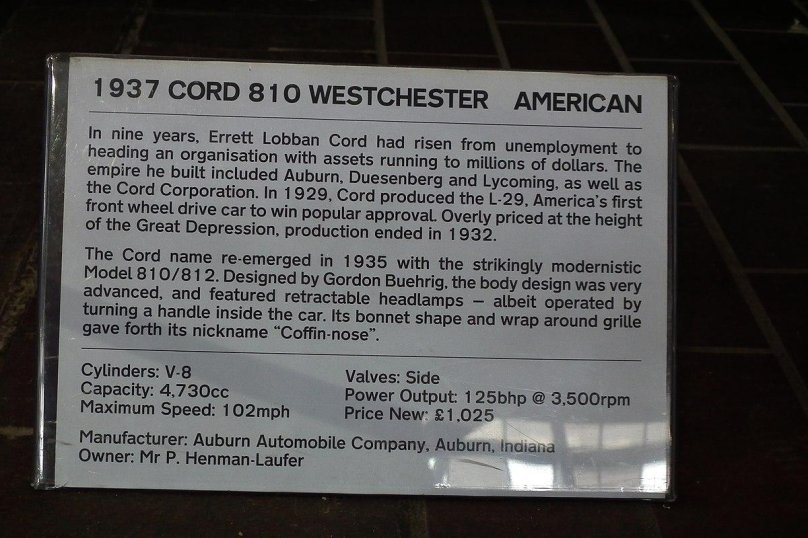 1937 CORD 810 WESTCHESTER AMERICAN
In nine years, Errett Lobban Cord had risen from unemployment to
heading an organisation with assets running to millions of dollars. The
empire he built included Auburn, Duesenberg and Lycoming, as well as
the Cord Corporation. In 1929, Cord produced the L-29, America's first
front wheel drive car to win popular approval. Overly priced at the height
of the Great Depression, production ended in 1932.
The Cord name re-emerged in 1935 with the strikingly modernistic
Model 810/812. Designed by Gordon Buehrig, the body design was very
advanced, and featured retractable headlamps – albeit operated by
turning a handle inside the car. Its bonnet shape and wrap around grille
gave forth its nickname "Coffin-nose".
Cylinders: V-8
Capacity: 4,730cc
Maximum Speed: 102mph
Valves: Side
Power Output: 125bhp @ 3,500rpm
Price New: £1,025
Manufacturer: Auburn Automobile Company, Auburn, Indiana
Owner: Mr P. Henman-Laufer